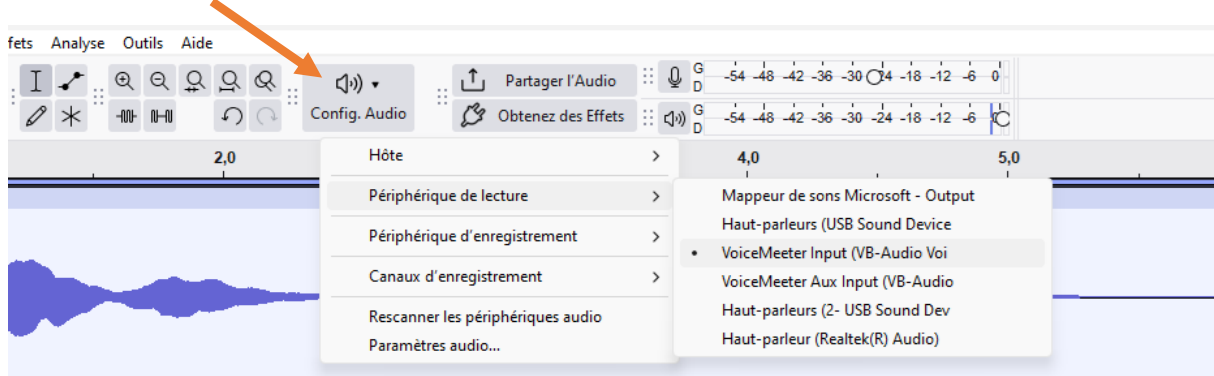 fets Analyse Outils Aide
Partager l'Audio
G
D
-54 -48 -42 -36 -30 -24 -18 -12 -6 0
Config. Audio
Obtenez des Effets
G
D
-54 -48 -42 -36 -30 -24 -18 -12 -6
2,0 4,0 5,0
Hôte
Périphérique de lecture
Périphérique d'enregistrement
Canaux d'enregistrement
Rescanner les périphériques audio
Paramètres audio...
Mappeur de sons Microsoft - Output
Haut-parleurs (USB Sound Device
VoiceMeeter Input (VB-Audio Voi
VoiceMeeter Aux Input (VB-Audio
Haut-parleurs (2- USB Sound Dev
Haut-parleur (Realtek(R) Audio)